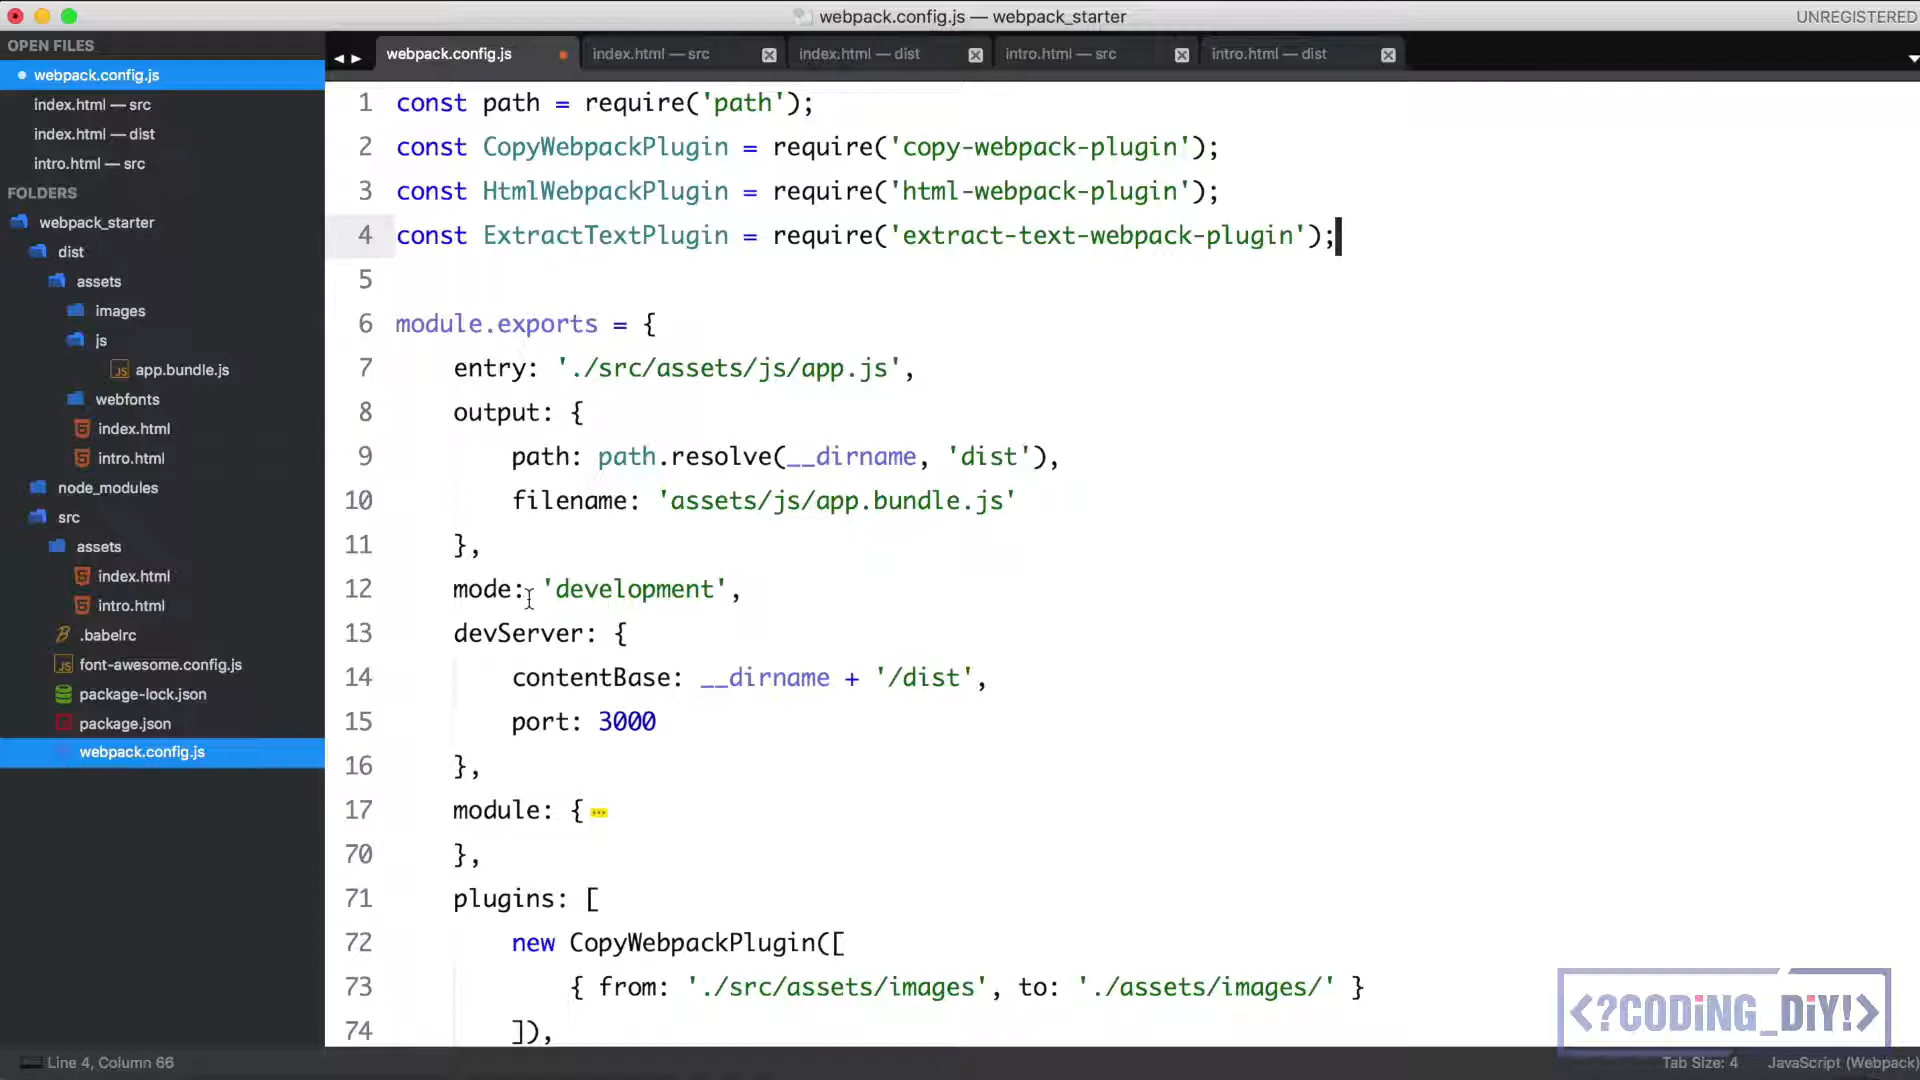 webpack.config.js — webpack_starter
UNREGISTERED
OPEN FILES
webpack.config.js
index.html — src
index.html — dist
intro.html — src
FOLDERS
webpack_starter
dist
assets
images
js
app.bundle.js
webfonts
index.html
intro.html
node_modules
src
assets
index.html
intro.html
.babelrc
font-awesome.config.js
package-lock.json
package.json
webpack.config.js
webpack.config.js index.html — src index.html — dist intro.html — src intro.html — dist
1 const path = require('path');
2 const CopyWebpackPlugin = require('copy-webpack-plugin');
3 const HtmlWebpackPlugin = require('html-webpack-plugin');
4 const ExtractTextPlugin = require('extract-text-webpack-plugin');
5
6 module.exports = {
7 entry: './src/assets/js/app.js',
8 output: {
9 path: path.resolve(__dirname, 'dist'),
10 filename: 'assets/js/app.bundle.js'
11 },
12 mode: 'development',
13 devServer: {
14 contentBase: __dirname + '/dist',
15 port: 3000
16 },
17 module: { ...
70 },
71 plugins: [
72 new CopyWebpackPlugin([
73 { from: './src/assets/images', to: './assets/images/' }
74 ]),
<?CODiNG_DiY!>
Line 4, Column 66
Tab Size: 4 JavaScript (Webpack)